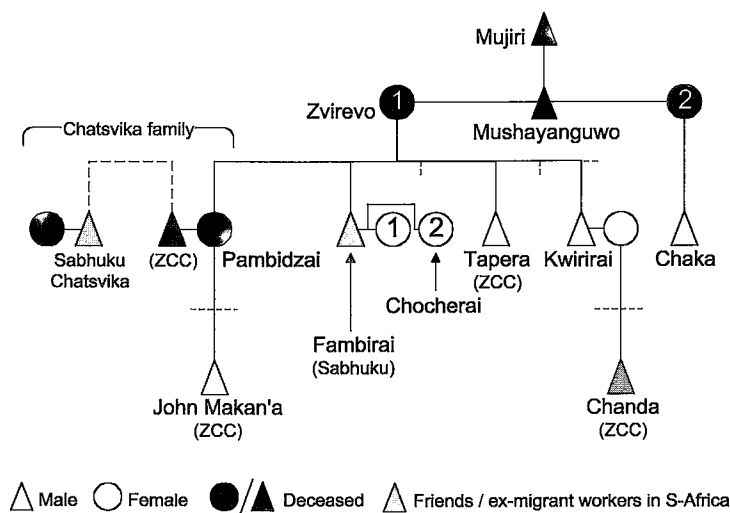 Mujiri
1
2
Zvirevo
Mushayanguwo
Chatsvika family
1
2
Sabhuku
Chatsvika
(ZCC)
Pambidzai
Tapera
(ZCC)
Kwirirai
Chaka
Chocherai
Fambirai
(Sabhuku)
John Makan'a
(ZCC)
Chanda
(ZCC)
Male
Female
/
Deceased
Friends / ex-migrant workers in S-Africa